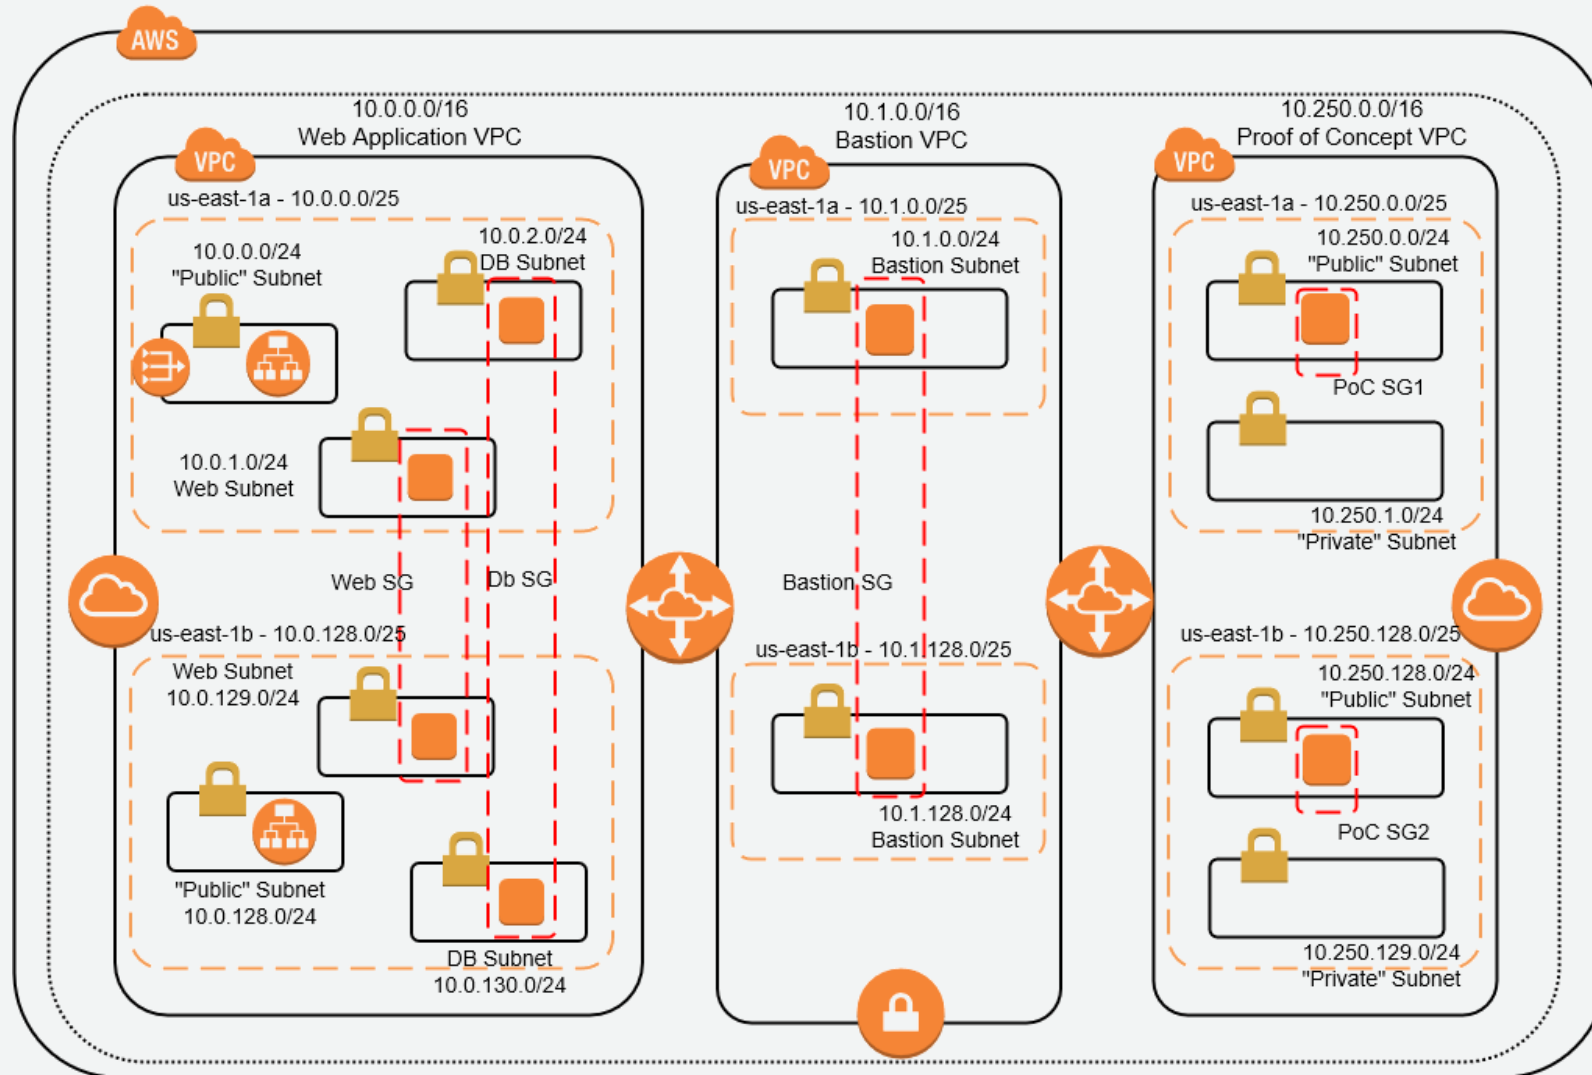 AWS
10.0.0.0/16
Web Application VPC
VPC
us-east-1a - 10.0.0.0/25
10.0.0.0/24
"Public" Subnet
10.0.2.0/24
DB Subnet
10.0.1.0/24
Web Subnet
Web SG
Db SG
us-east-1b - 10.0.128.0/25
Web Subnet
10.0.129.0/24
"Public" Subnet
10.0.128.0/24
DB Subnet
10.0.130.0/24
10.1.0.0/16
Bastion VPC
VPC
us-east-1a - 10.1.0.0/25
10.1.0.0/24
Bastion Subnet
Bastion SG
us-east-1b - 10.1.128.0/25
10.1.128.0/24
Bastion Subnet
10.250.0.0/16
Proof of Concept VPC
VPC
us-east-1a - 10.250.0.0/25
10.250.0.0/24
"Public" Subnet
PoC SG1
10.250.1.0/24
"Private" Subnet
us-east-1b - 10.250.128.0/25
10.250.128.0/24
"Public" Subnet
PoC SG2
10.250.129.0/24
"Private" Subnet